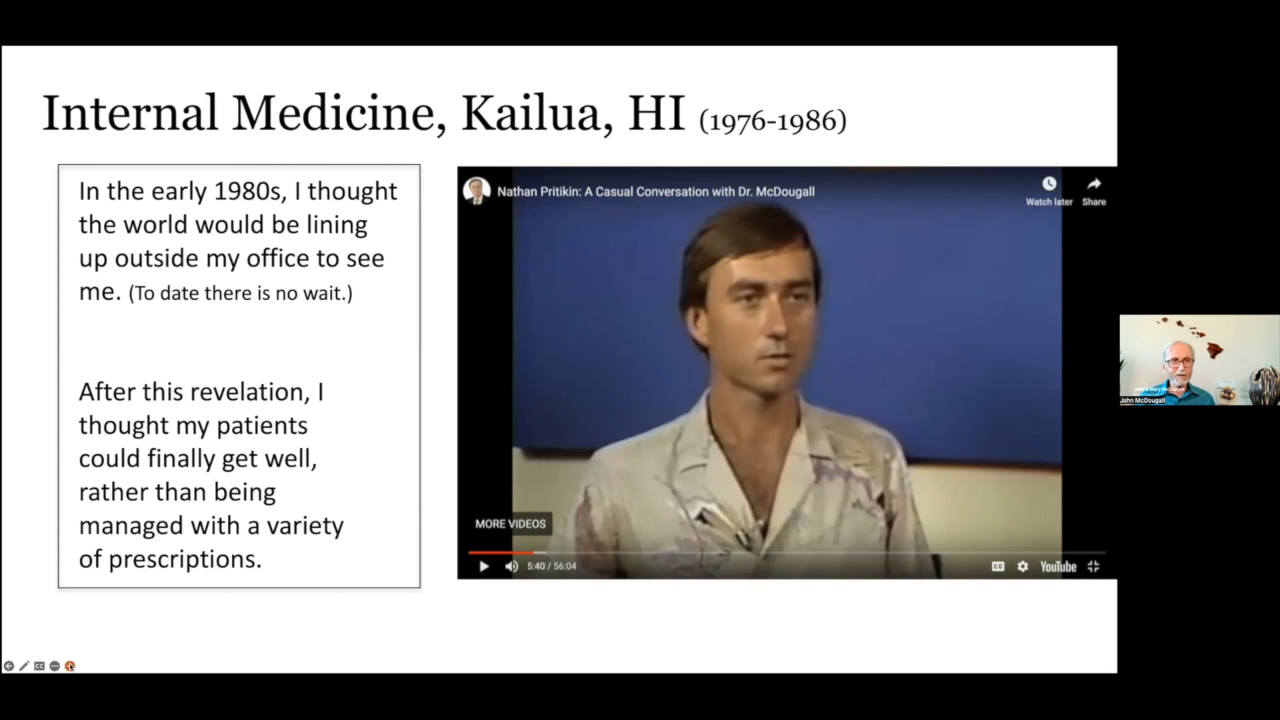 Internal Medicine, Kailua, HI (1976-1986)
In the early 1980s, I thought
the world would be lining
up outside my office to see
me. (To date there is no wait.)
After this revelation, I
thought my patients
could finally get well,
rather than being
managed with a variety
of prescriptions.
Nathan Pritikin: A Casual Conversation with Dr. McDougall
Watch later
Share
MORE VIDEOS
5:40 / 56:04
CC
YouTube
John McDougall